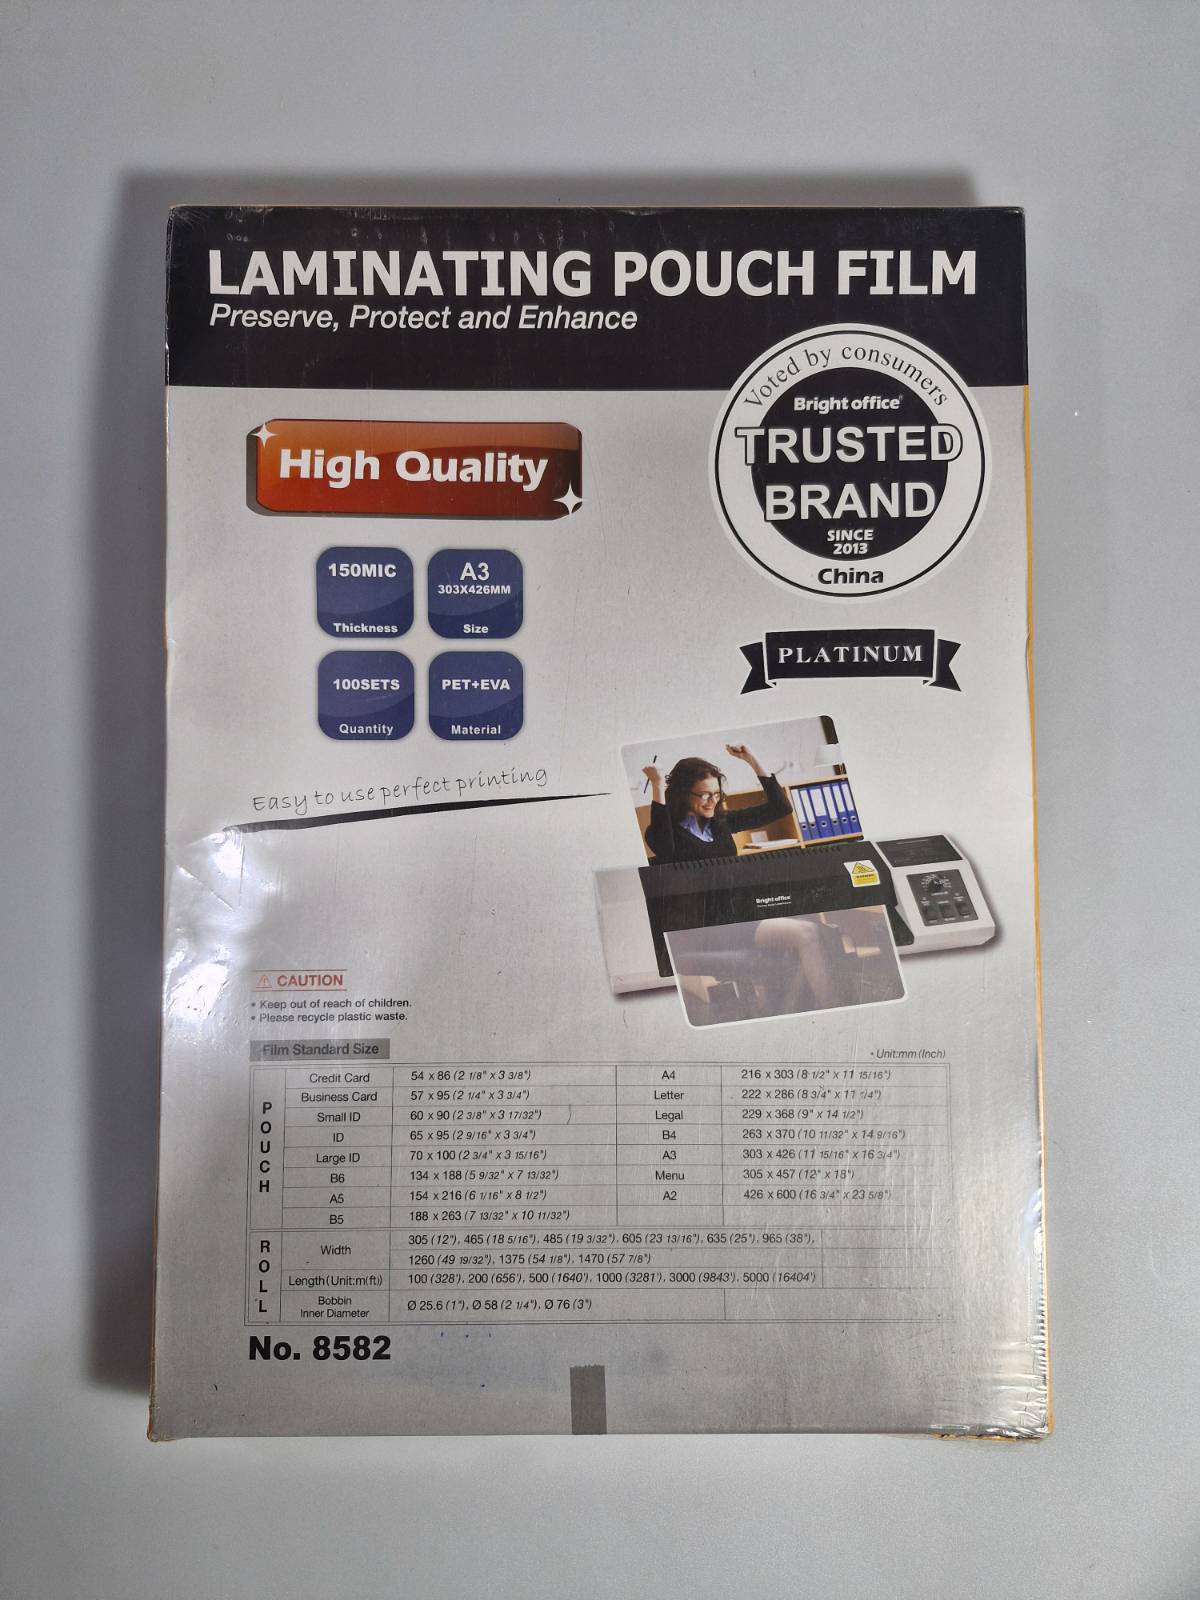 LAMINATING POUCH FILM
Preserve, Protect and Enhance
Voted by consumers
Bright office
TRUSTED
BRAND
SINCE
2013
China
High Quality
150MIC
Thickness
A3
303X426MM
Size
100SETS
Quantity
PET+EVA
Material
PLATINUM
Easy to use perfect printing
Bright office
CAUTION
• Keep out of reach of children.
• Please recycle plastic waste.
Film Standard Size
• Unit:mm (Inch)
POUCH
Credit Card 54 x 86 (2 1/8" x 3 3/8") A4 216 x 303 (8 1/2" x 11 15/16")
Business Card 57 x 95 (2 1/4" x 3 3/4") Letter 222 x 286 (8 3/4" x 11 1/4")
Small ID 60 x 90 (2 3/8" x 3 17/32") Legal 229 x 368 (9" x 14 1/2")
ID 65 x 95 (2 9/16" x 3 3/4") B4 263 x 370 (10 11/32" x 14 9/16")
Large ID 70 x 100 (2 3/4" x 3 15/16") A3 303 x 426 (11 15/16" x 16 3/4")
B6 134 x 188 (5 9/32" x 7 13/32") Menu 305 x 457 (12" x 18")
A5 154 x 216 (6 1/16" x 8 1/2") A2 426 x 600 (16 3/4" x 23 5/8")
B5 188 x 263 (7 13/32" x 10 11/32")
ROLL
Width 305 (12"), 465 (18 5/16"), 485 (19 3/32"), 605 (23 13/16"), 635 (25"), 965 (38"),
1260 (49 19/32"), 1375 (54 1/8"), 1470 (57 7/8")
Length(Unit:m(ft)) 100 (328'), 200 (656'), 500 (1640'), 1000 (3281'), 3000 (9843'), 5000 (16404')
Bobbin
Inner Diameter Ø 25.6 (1"), Ø 58 (2 1/4"), Ø 76 (3")
No. 8582